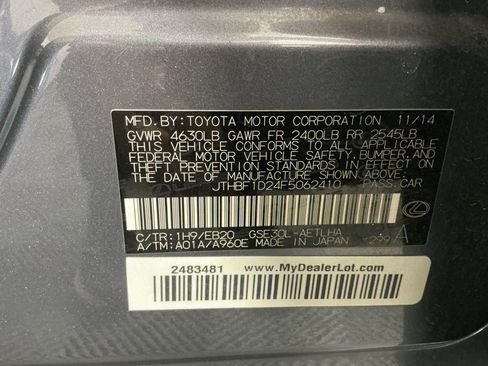 MFD. BY: TOYOTA MOTOR CORPORATION 11/14
GVWR 4630LB GAWR FR 2400LB RR 2545LB
THIS VEHICLE CONFORMS TO ALL APPLICABLE
FEDERAL MOTOR VEHICLE SAFETY, BUMPER, AND
THEFT PREVENTION STANDARDS IN EFFECT ON
THE DATE OF MANUFACTURE SHOWN ABOVE.
JTHBF1D24F5062410 PASS. CAR
C/TR: 1H9/EB20 GSE30L-AETLHA
A/TM: A01A/A960E MADE IN JAPAN 299 A
2483481 www.MyDealerLot.com